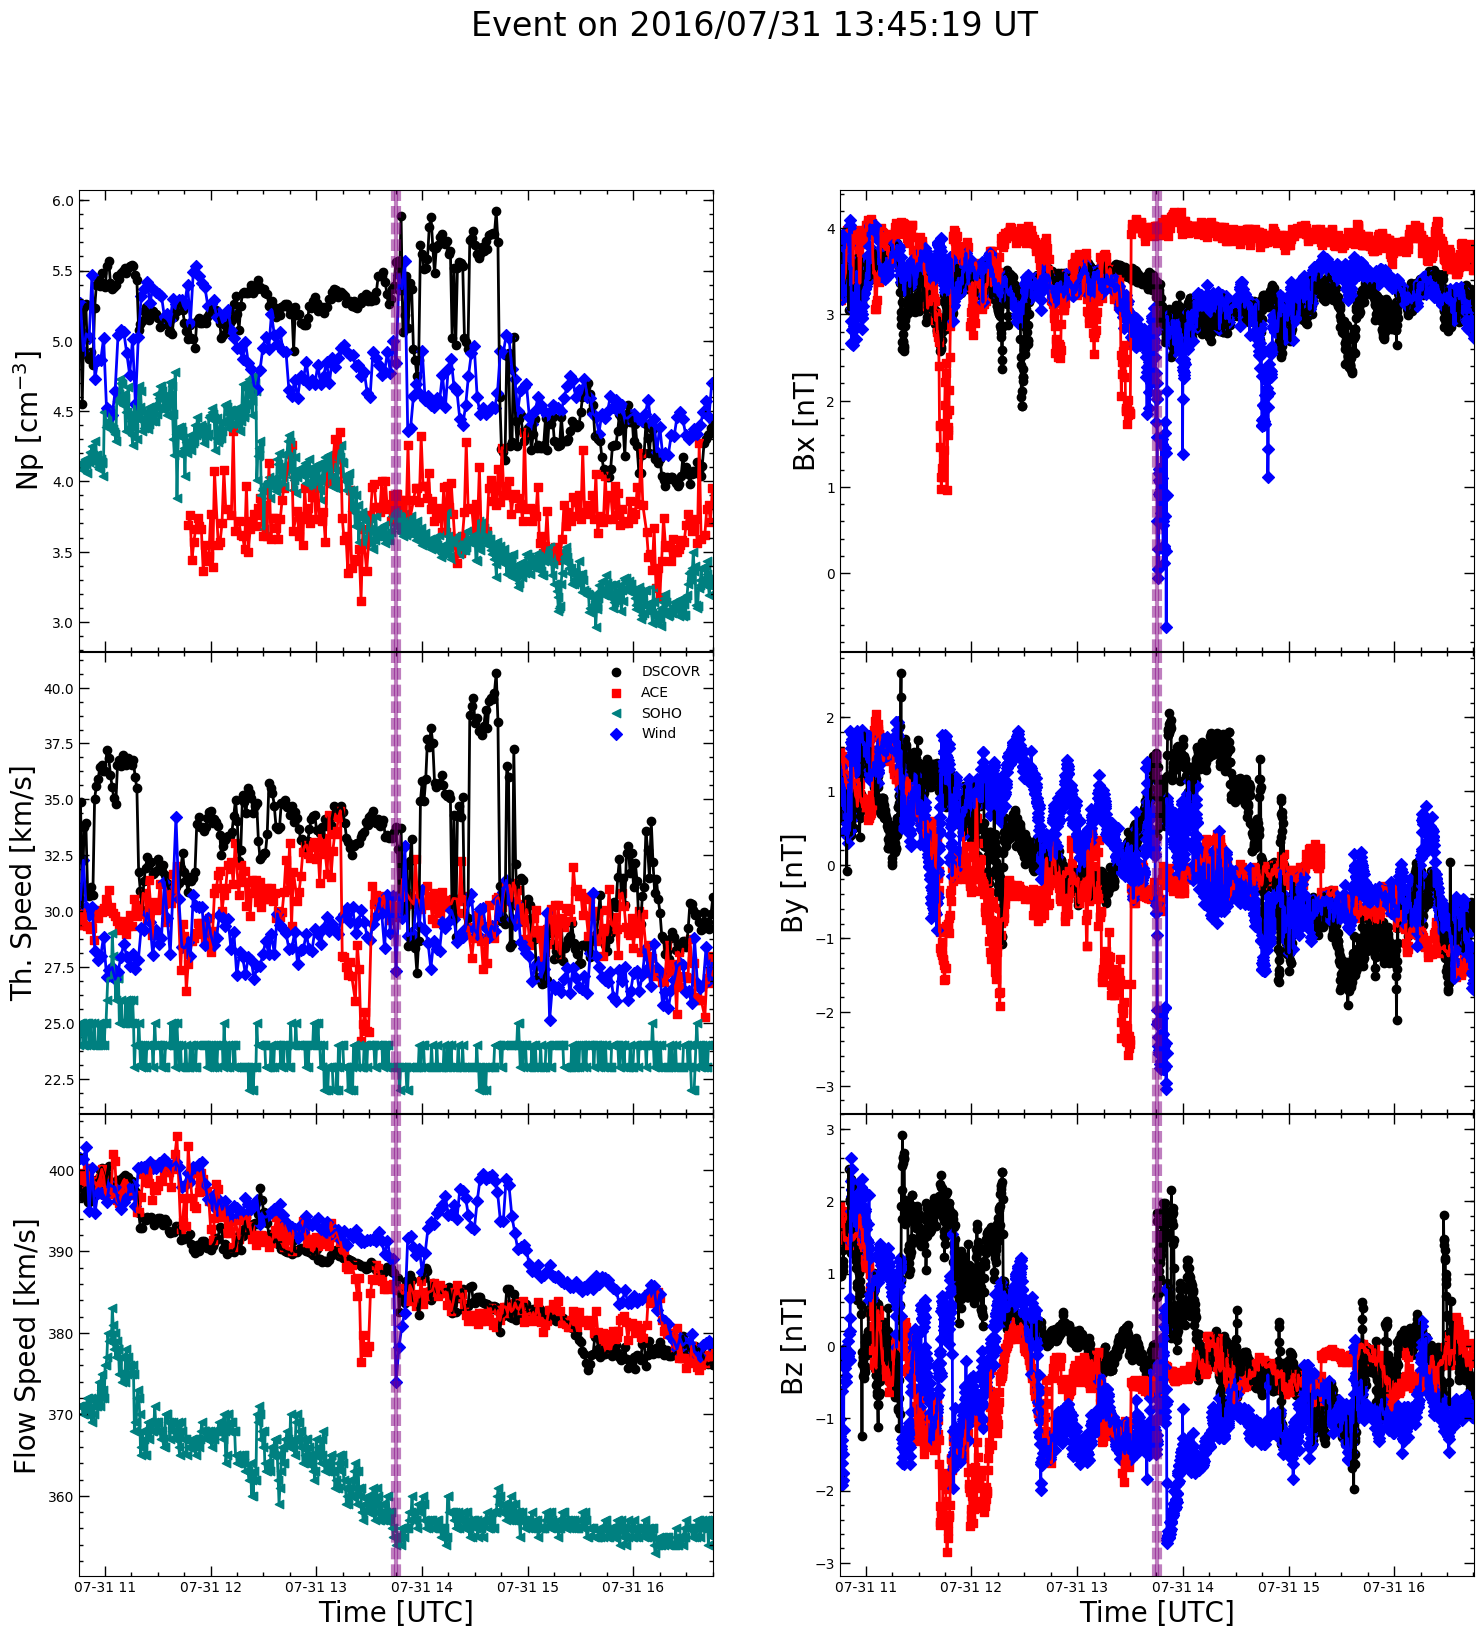 Event on 2016/07/31 13:45:19 UT
Np [cm⁻³]
6.0
5.5
5.0
4.5
4.0
3.5
3.0
Th. Speed [km/s]
40.0
37.5
35.0
32.5
30.0
27.5
25.0
22.5
DSCOVR
ACE
SOHO
Wind
Flow Speed [km/s]
400
390
380
370
360
07-31 11 07-31 12 07-31 13 07-31 14 07-31 15 07-31 16
Time [UTC]
Bx [nT]
4
3
2
1
0
By [nT]
2
1
0
−1
−2
−3
Bz [nT]
3
2
1
0
−1
−2
−3
07-31 11 07-31 12 07-31 13 07-31 14 07-31 15 07-31 16
Time [UTC]